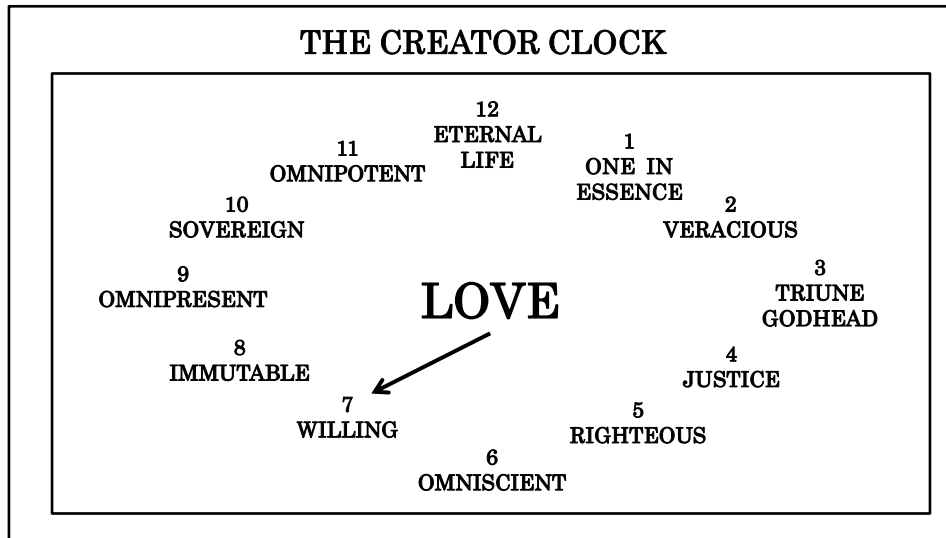 THE CREATOR CLOCK
12
ETERNAL
LIFE
1
ONE IN
ESSENCE
2
VERACIOUS
3
TRIUNE
GODHEAD
4
JUSTICE
5
RIGHTEOUS
6
OMNISCIENT
7
WILLING
8
IMMUTABLE
9
OMNIPRESENT
10
SOVEREIGN
11
OMNIPOTENT
LOVE